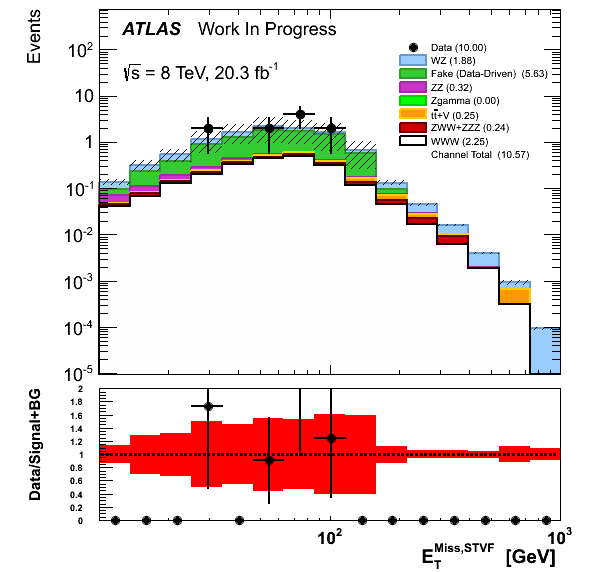 Events
ATLAS Work In Progress
√s = 8 TeV, 20.3 fb⁻¹
Data (10.00)
WZ (1.88)
Fake (Data-Driven) (5.63)
ZZ (0.32)
Zgamma (0.00)
tt̄+V (0.25)
ZWW+ZZZ (0.24)
WWW (2.25)
Channel Total (10.57)
10²
10
1
10⁻¹
10⁻²
10⁻³
10⁻⁴
10⁻⁵
Data/Signal+BG
2
1.8
1.6
1.4
1.2
1
0.8
0.6
0.4
0.2
0
10²
10³
E_T^Miss,STVF [GeV]